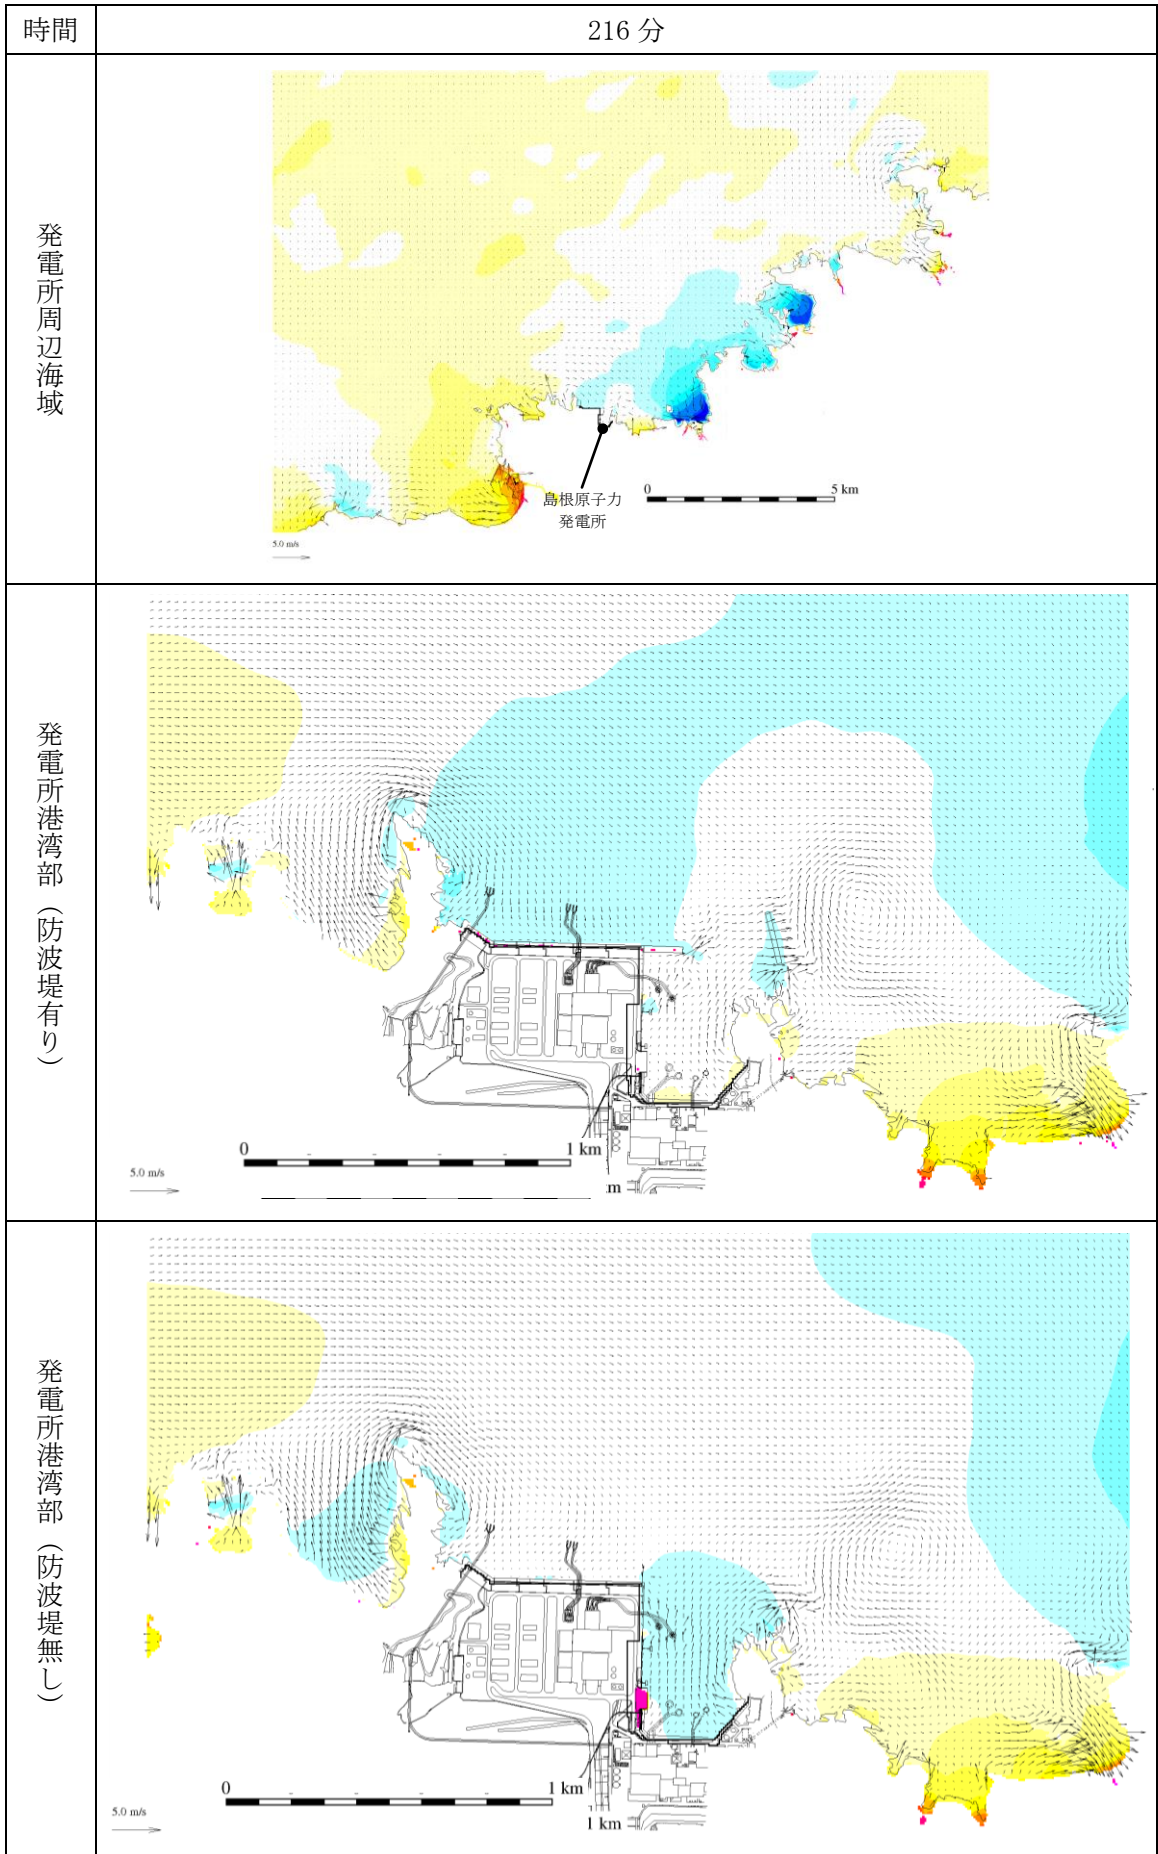 時間
216 分
発電所周辺海域
島根原子力
発電所
0
5 km
5.0 m/s
発電所港湾部（防波堤有り）
0
1 km
5.0 m/s
m
発電所港湾部（防波堤無し）
0
1 km
5.0 m/s
1 km